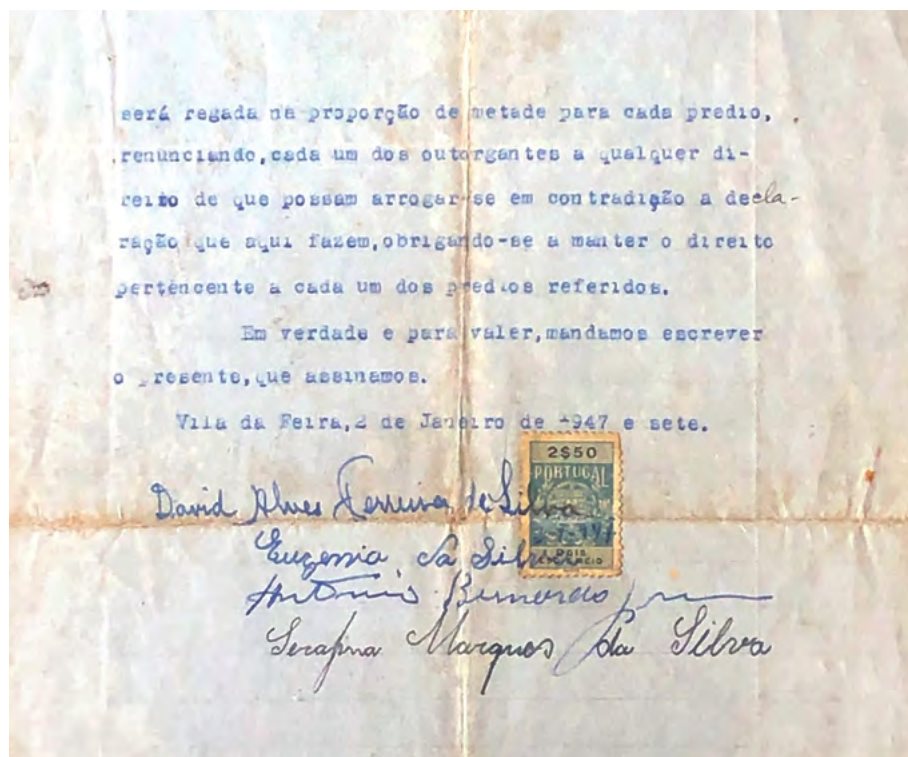 será regada na proporção de metade para cada predio,
renunciando,cada um dos outorgantes a qualquer di-
reito de que possam arrogar-se em contradição a decla-
ração que aqui fazem,obrigando-se a manter o direito
pertencente a cada um dos predios referidos.
Em verdade e para valer,mandamos escrever
o presente,que assinamos.
Vila da Feira,2 de Janeiro de 1947 e sete.
2$50
PORTUGAL
David Alves Ferreira da Silva
Eugenia da Silva
António Bernardo
Serafina Marques da Silva